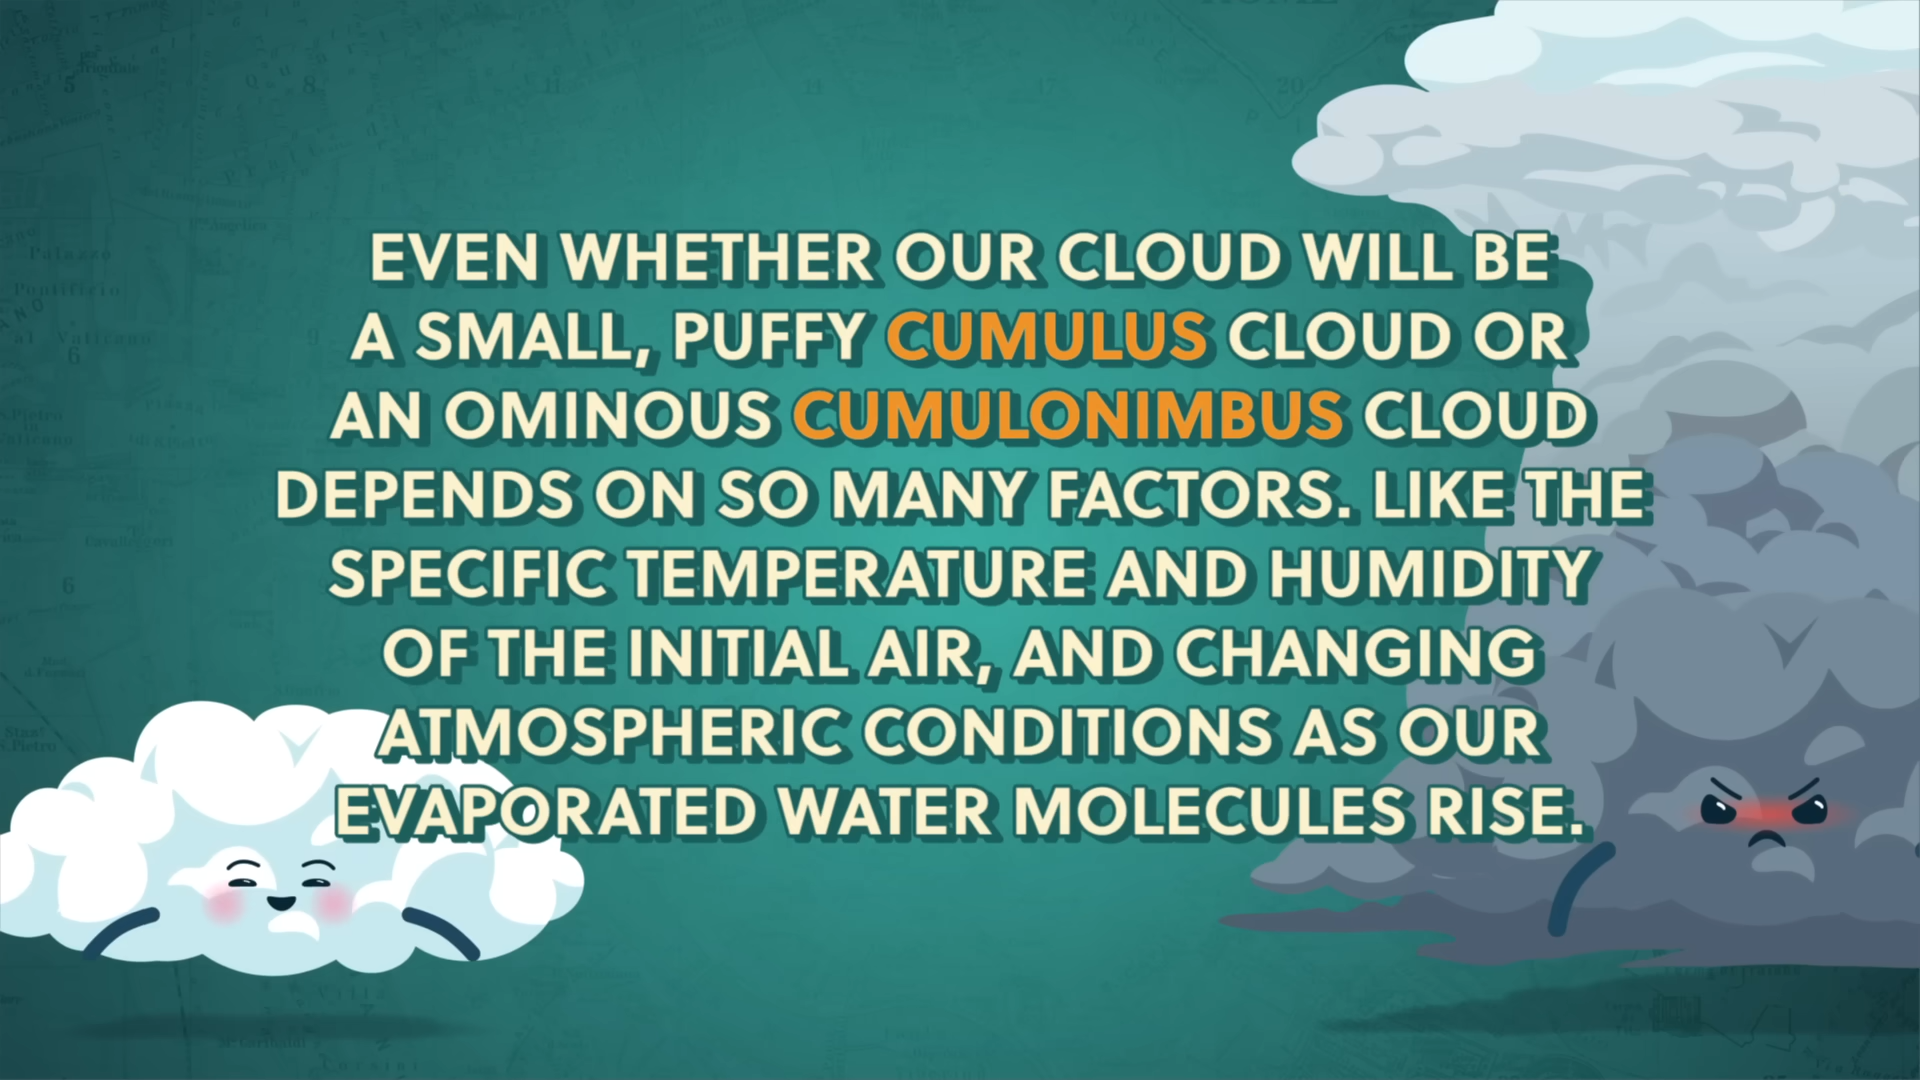 EVEN WHETHER OUR CLOUD WILL BE
A SMALL, PUFFY CUMULUS CLOUD OR
AN OMINOUS CUMULONIMBUS CLOUD
DEPENDS ON SO MANY FACTORS. LIKE THE
SPECIFIC TEMPERATURE AND HUMIDITY
OF THE INITIAL AIR, AND CHANGING
ATMOSPHERIC CONDITIONS AS OUR
EVAPORATED WATER MOLECULES RISE.